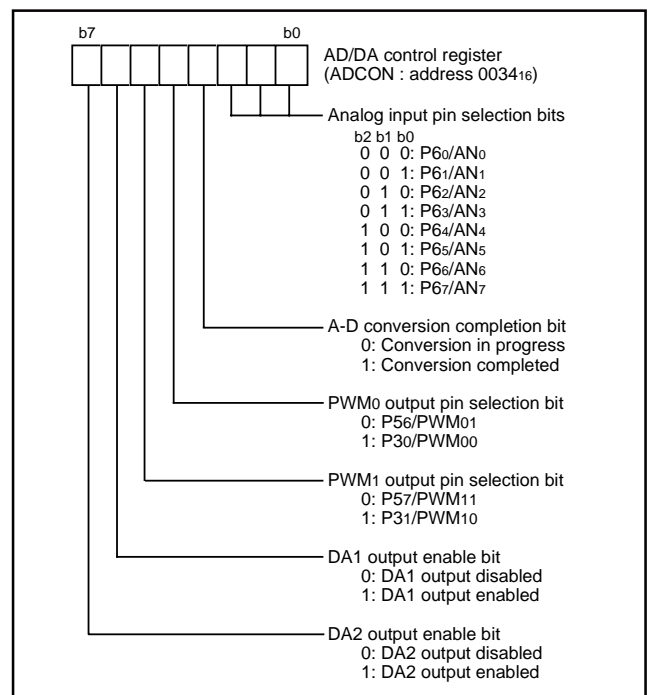 b7 b0
AD/DA control register
(ADCON : address 003416)
Analog input pin selection bits
b2 b1 b0
0 0 0: P60/AN0
0 0 1: P61/AN1
0 1 0: P62/AN2
0 1 1: P63/AN3
1 0 0: P64/AN4
1 0 1: P65/AN5
1 1 0: P66/AN6
1 1 1: P67/AN7
A-D conversion completion bit
0: Conversion in progress
1: Conversion completed
PWM0 output pin selection bit
0: P56/PWM01
1: P30/PWM00
PWM1 output pin selection bit
0: P57/PWM11
1: P31/PWM10
DA1 output enable bit
0: DA1 output disabled
1: DA1 output enabled
DA2 output enable bit
0: DA2 output disabled
1: DA2 output enabled